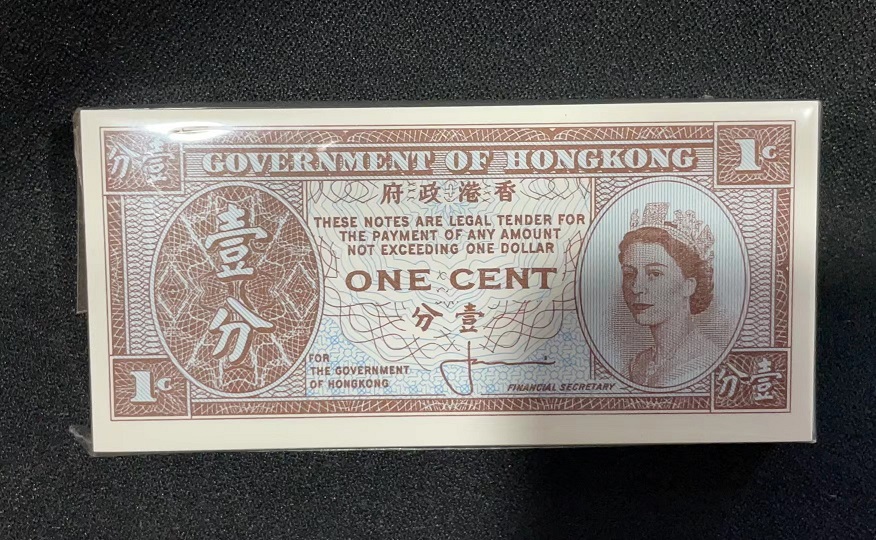 分壹
GOVERNMENT OF HONGKONG
1c
府政港香
THESE NOTES ARE LEGAL TENDER FOR
THE PAYMENT OF ANY AMOUNT
NOT EXCEEDING ONE DOLLAR
壹
分
ONE CENT
分壹
FOR
THE GOVERNMENT
OF HONGKONG
FINANCIAL SECRETARY
1c
分壹